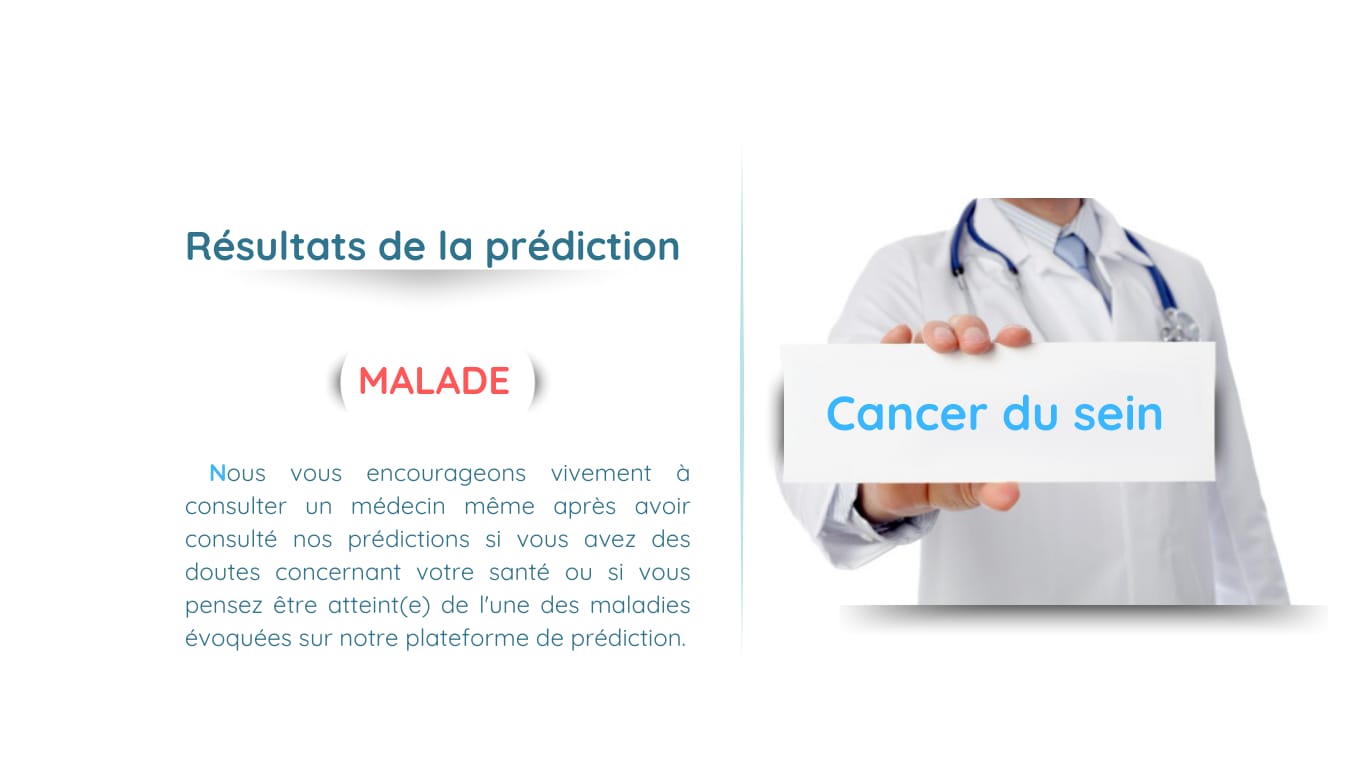 Résultats de la prédiction
MALADE
Nous vous encourageons vivement à
consulter un médecin même après avoir
consulté nos prédictions si vous avez des
doutes concernant votre santé ou si vous
pensez être atteint(e) de l'une des maladies
évoquées sur notre plateforme de prédiction.
Cancer du sein